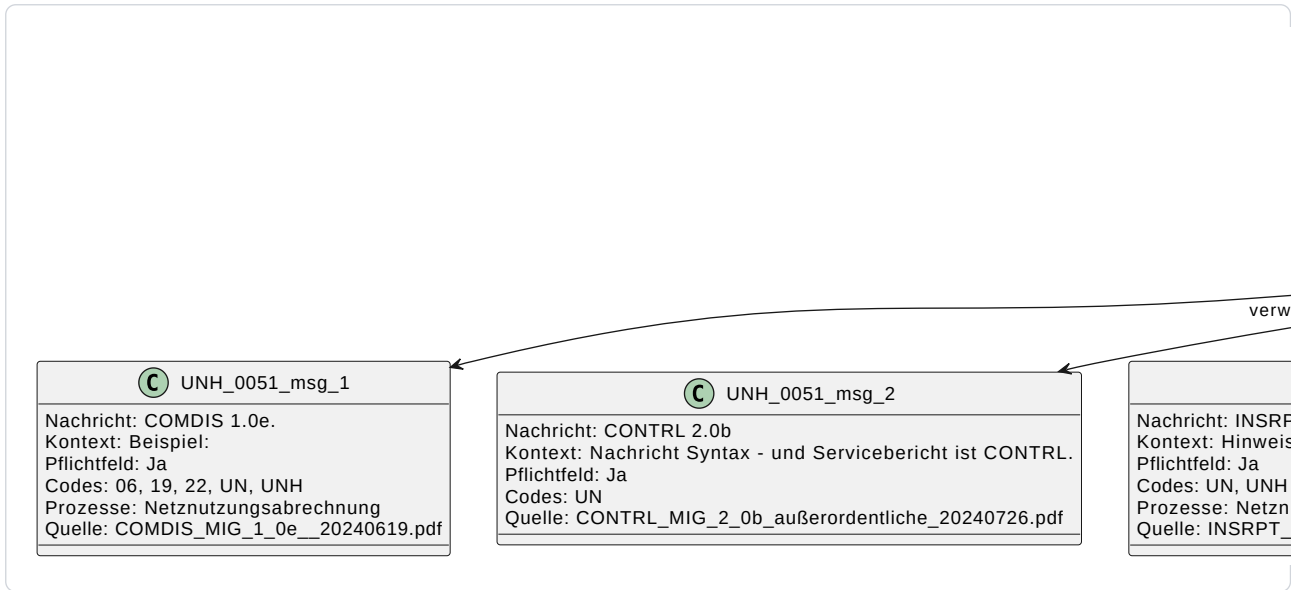 verw
C UNH_0051_msg_1
Nachricht: COMDIS 1.0e.
Kontext: Beispiel:
Pflichtfeld: Ja
Codes: 06, 19, 22, UN, UNH
Prozesse: Netznutzungsabrechnung
Quelle: COMDIS_MIG_1_0e__20240619.pdf
C UNH_0051_msg_2
Nachricht: CONTRL 2.0b
Kontext: Nachricht Syntax - und Servicebericht ist CONTRL.
Pflichtfeld: Ja
Codes: UN
Quelle: CONTRL_MIG_2_0b_außerordentliche_20240726.pdf
Nachricht: INSRP
Kontext: Hinweis
Pflichtfeld: Ja
Codes: UN, UNH
Prozesse: Netzn
Quelle: INSRPT_